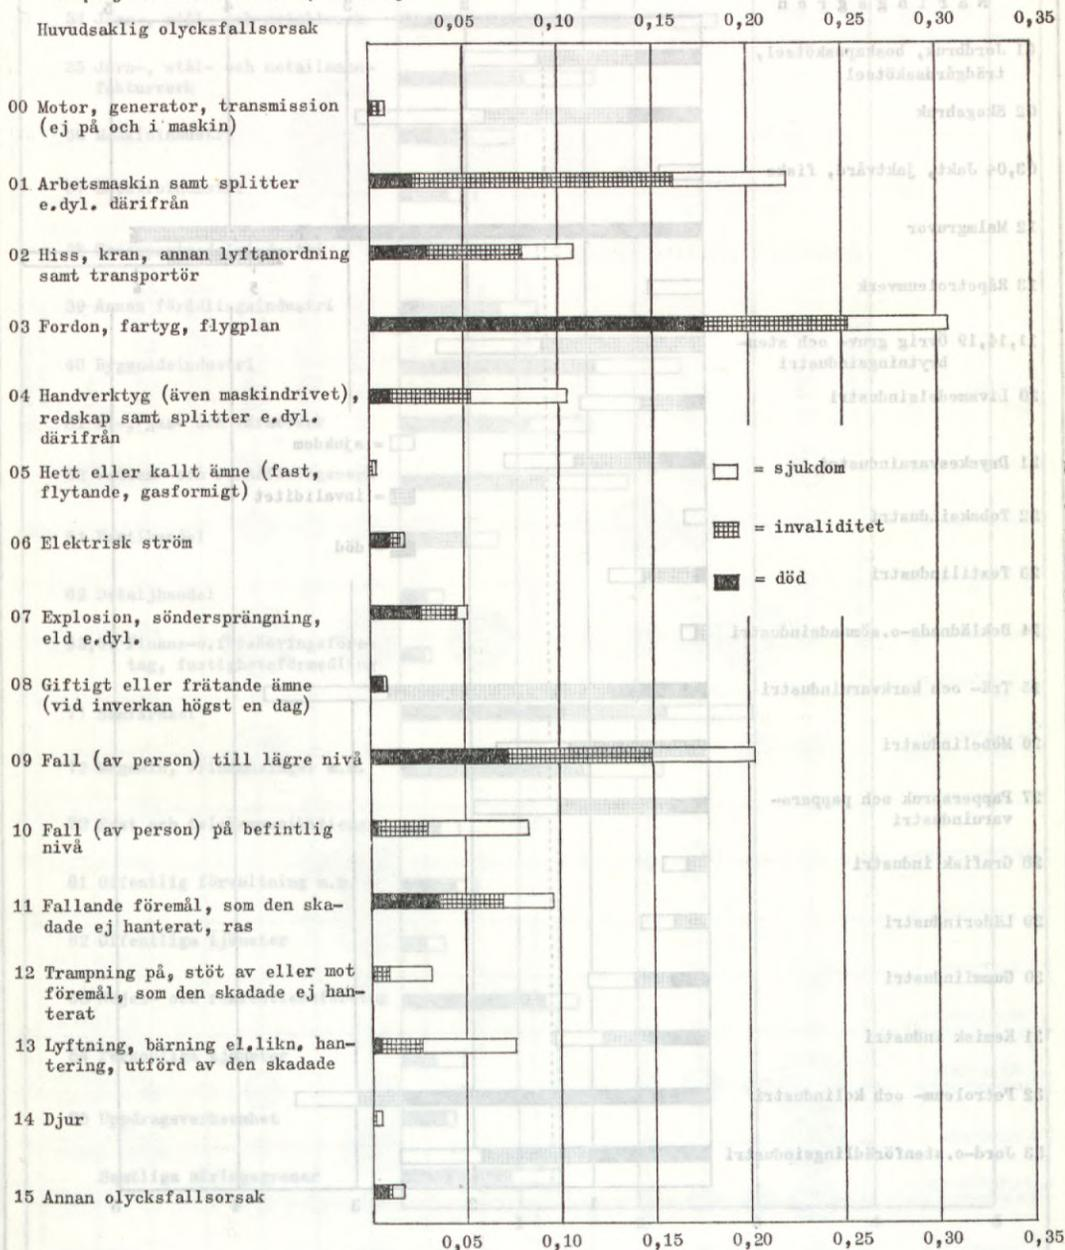 Huvudsaklig olycksfallsorsak
0,05 0,10 0,15 0,20 0,25 0,30 0,35
00 Motor, generator, transmission
(ej på och i maskin)
01 Arbetsmaskin samt splitter
e.dyl. därifrån
02 Hiss, kran, annan lyftanordning
samt transportör
03 Fordon, fartyg, flygplan
04 Handverktyg (även maskindrivet),
redskap samt splitter e.dyl.
därifrån
05 Hett eller kallt ämne (fast,
flytande, gasformigt)
= sjukdom
06 Elektrisk ström
= invaliditet
= död
07 Explosion, söndersprängning,
eld e.dyl.
08 Giftigt eller frätande ämne
(vid inverkan högst en dag)
09 Fall (av person) till lägre nivå
10 Fall (av person) på befintlig
nivå
11 Fallande föremål, som den ska-
dade ej hanterat, ras
12 Trampning på, stöt av eller mot
föremål, som den skadade ej han-
terat
13 Lyftning, bärning el.likn. han-
tering, utförd av den skadade
14 Djur
15 Annan olycksfallsorsak
0,05 0,10 0,15 0,20 0,25 0,30 0,35